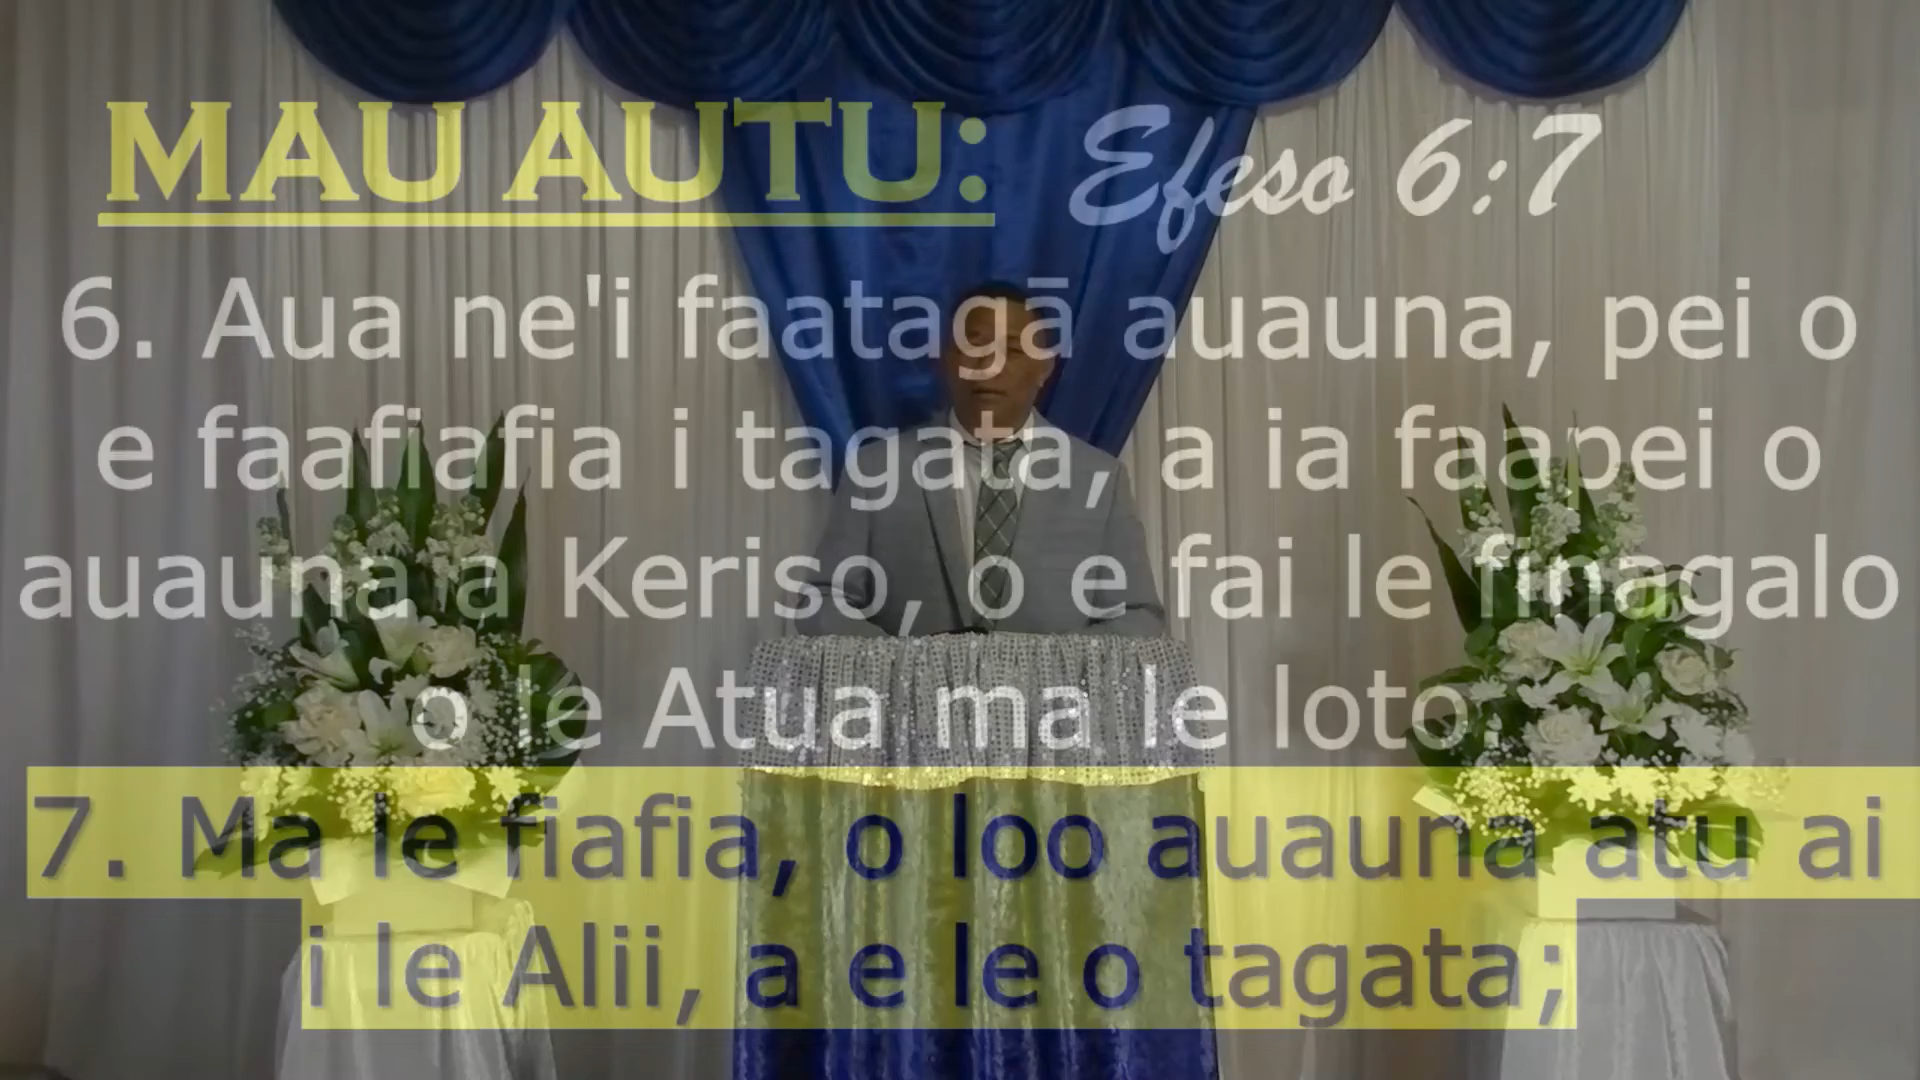 MAU AUTU: Efeso 6:7
6. Aua ne'i faatagā auauna, pei o
e faafiafia i tagata, a ia faapei o
auauna a Keriso, o e fai le finagalo
o le Atua ma le loto
7. Ma le fiafia, o loo auauna atu ai
i le Alii, a e le o tagata;